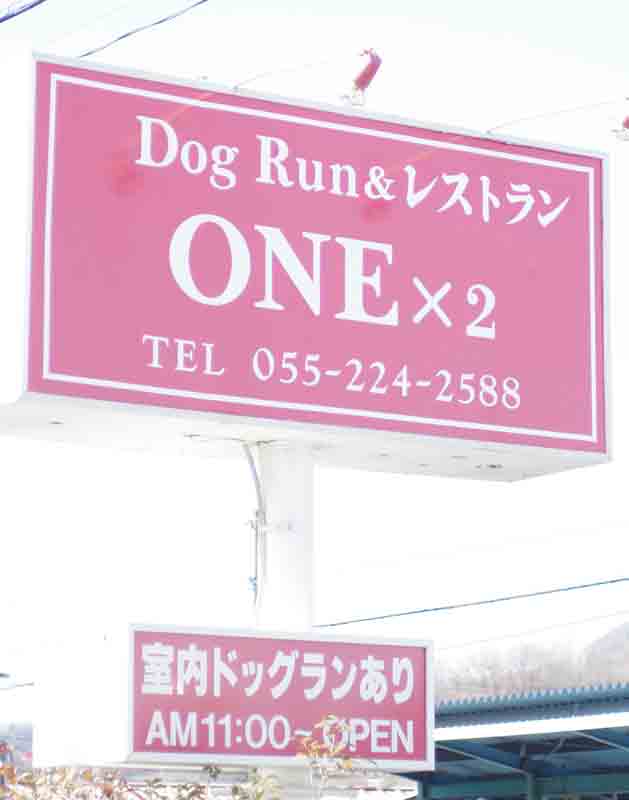 Dog Run&レストラン
ONE×2
TEL 055-224-2588
室内ドッグランあり
AM11:00~OPEN